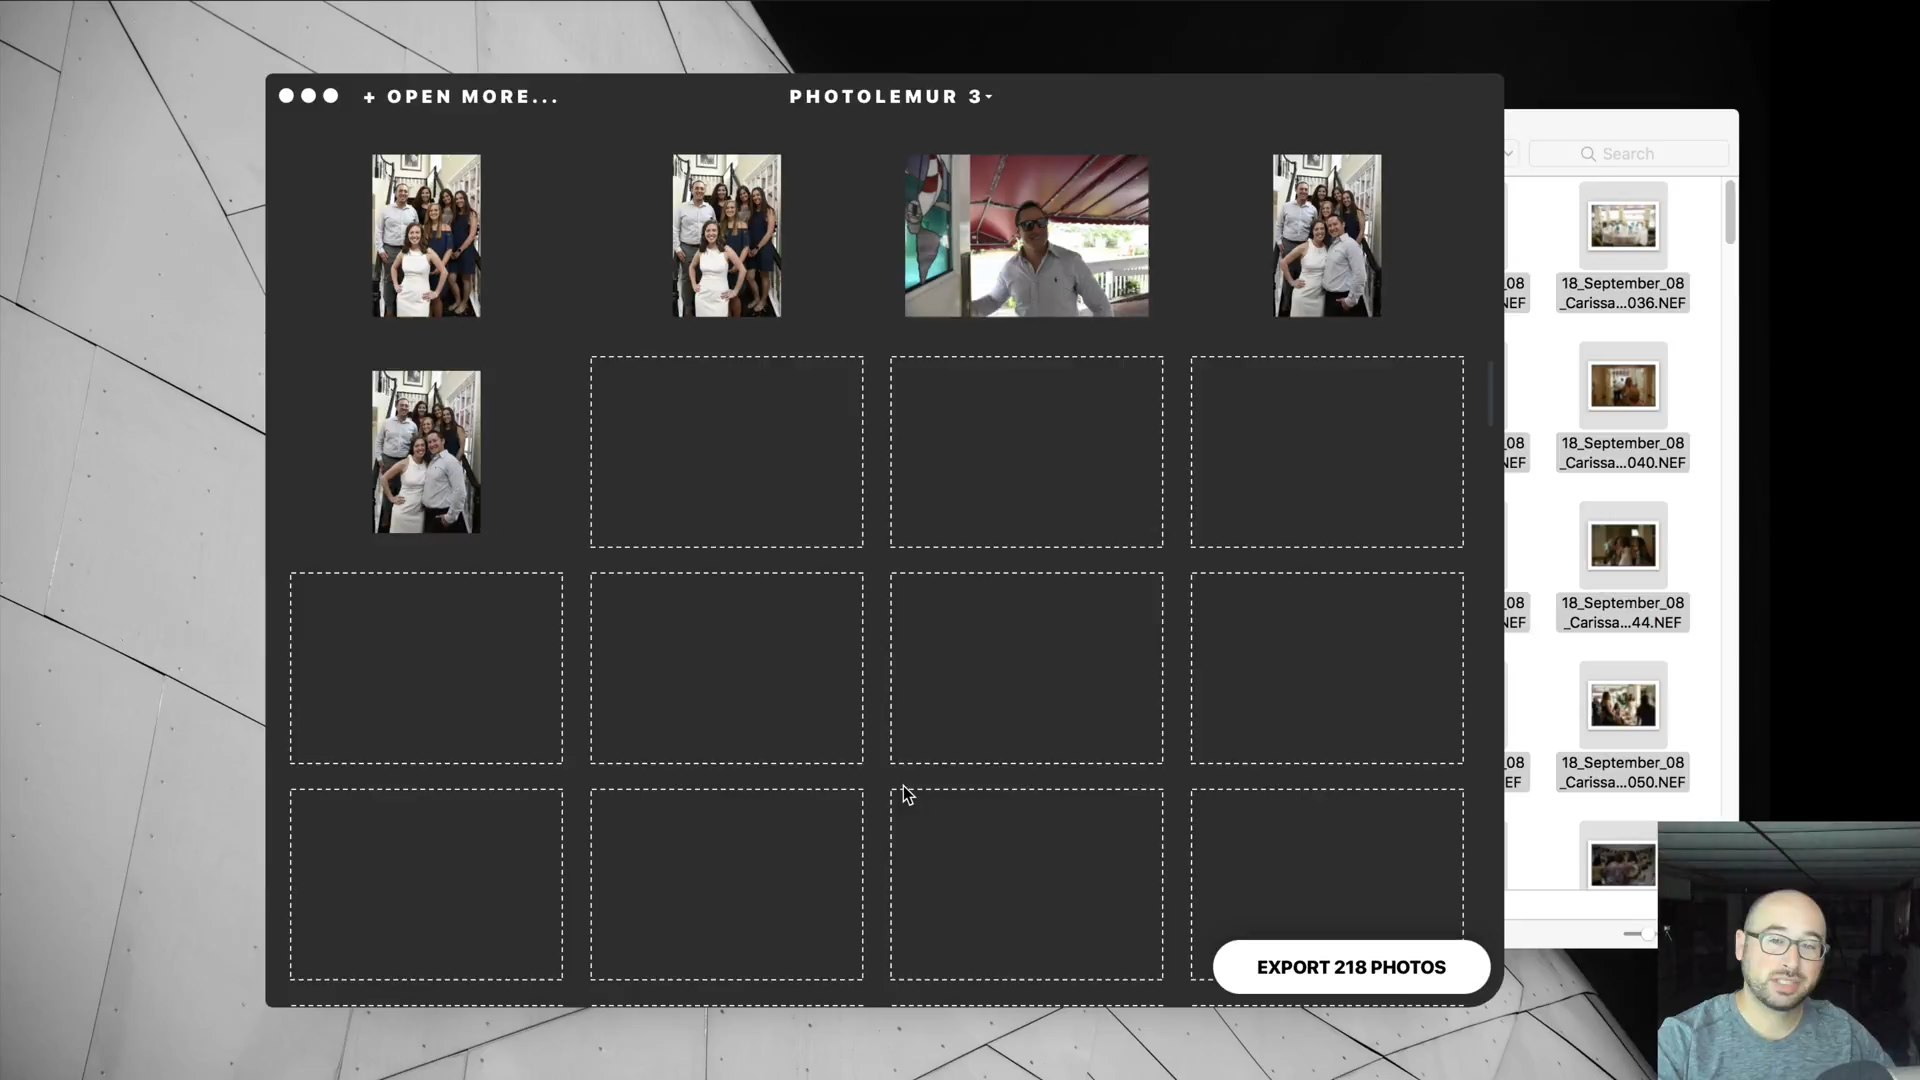 + OPEN MORE...
PHOTOLEMUR 3
Search
08
NEF
18_September_08
_Carissa...036.NEF
08
NEF
18_September_08
_Carissa...040.NEF
08
NEF
18_September_08
_Carissa...44.NEF
08
EF
18_September_08
_Carissa...050.NEF
EXPORT 218 PHOTOS